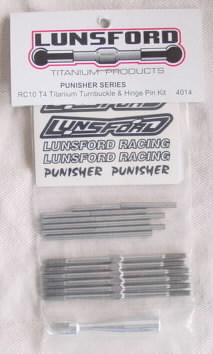 LUNSFORD
TITANIUM PRODUCTS
PUNISHER SERIES
RC10 T4 Titanium Turnbuckle & Hinge Pin Kit 4014
LUNSFORD
LUNSFORD RACING
LUNSFORD RACING
PUNISHER PUNISHER